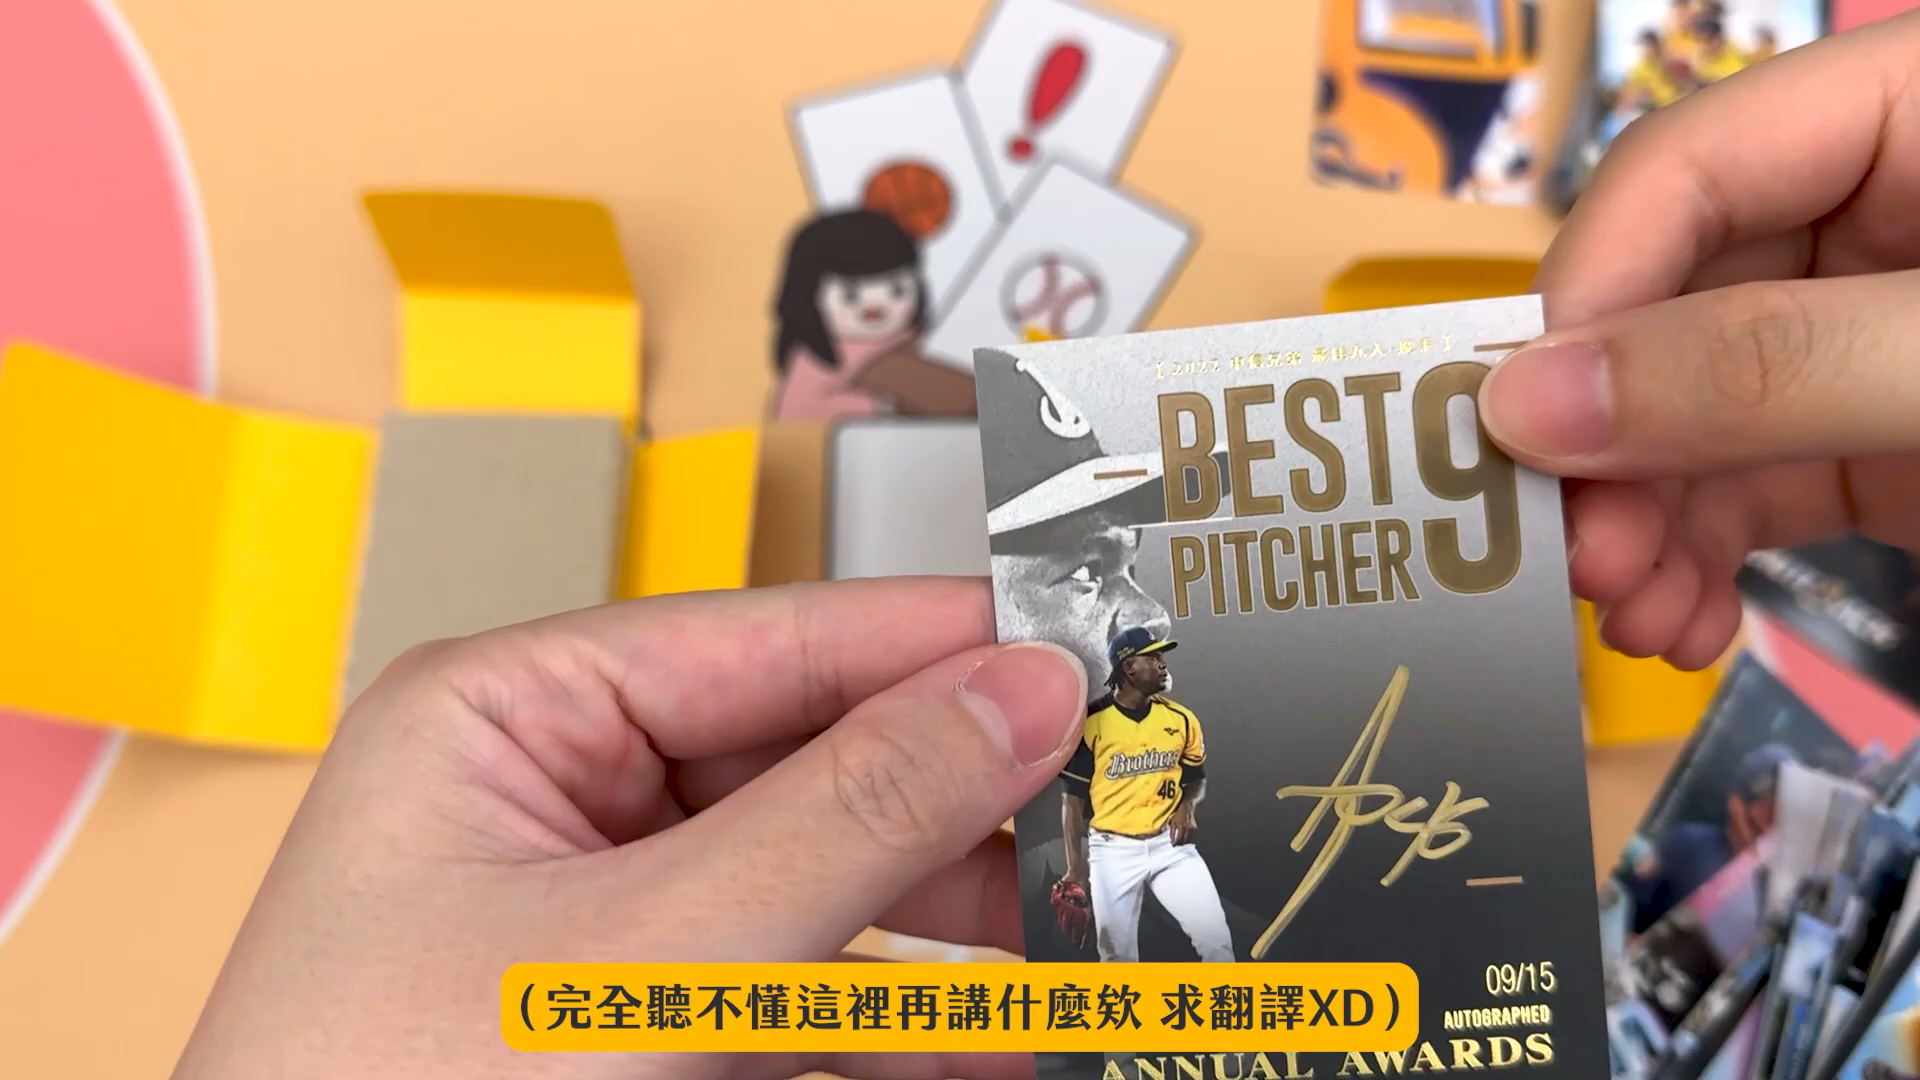 【2022 中信兄弟 最佳九人·投手】
BEST 9
PITCHER
Brothers
46
09/15
AUTOGRAPHED
ANNUAL AWARDS
（完全聽不懂這裡再講什麼欸 求翻譯XD）